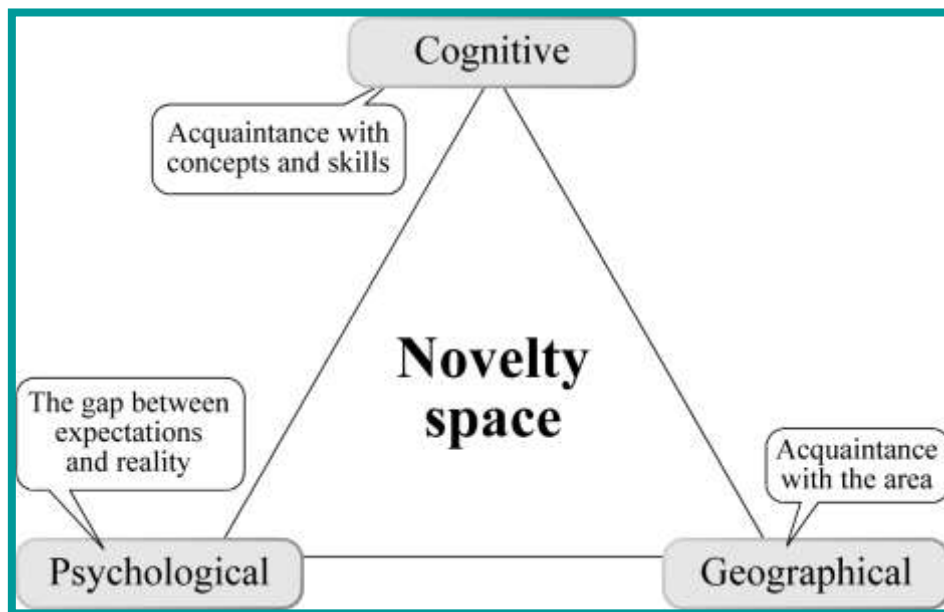 Cognitive
Acquaintance with
concepts and skills
Novelty
space
The gap between
expectations
and reality
Acquaintance
with the area
Psychological
Geographical